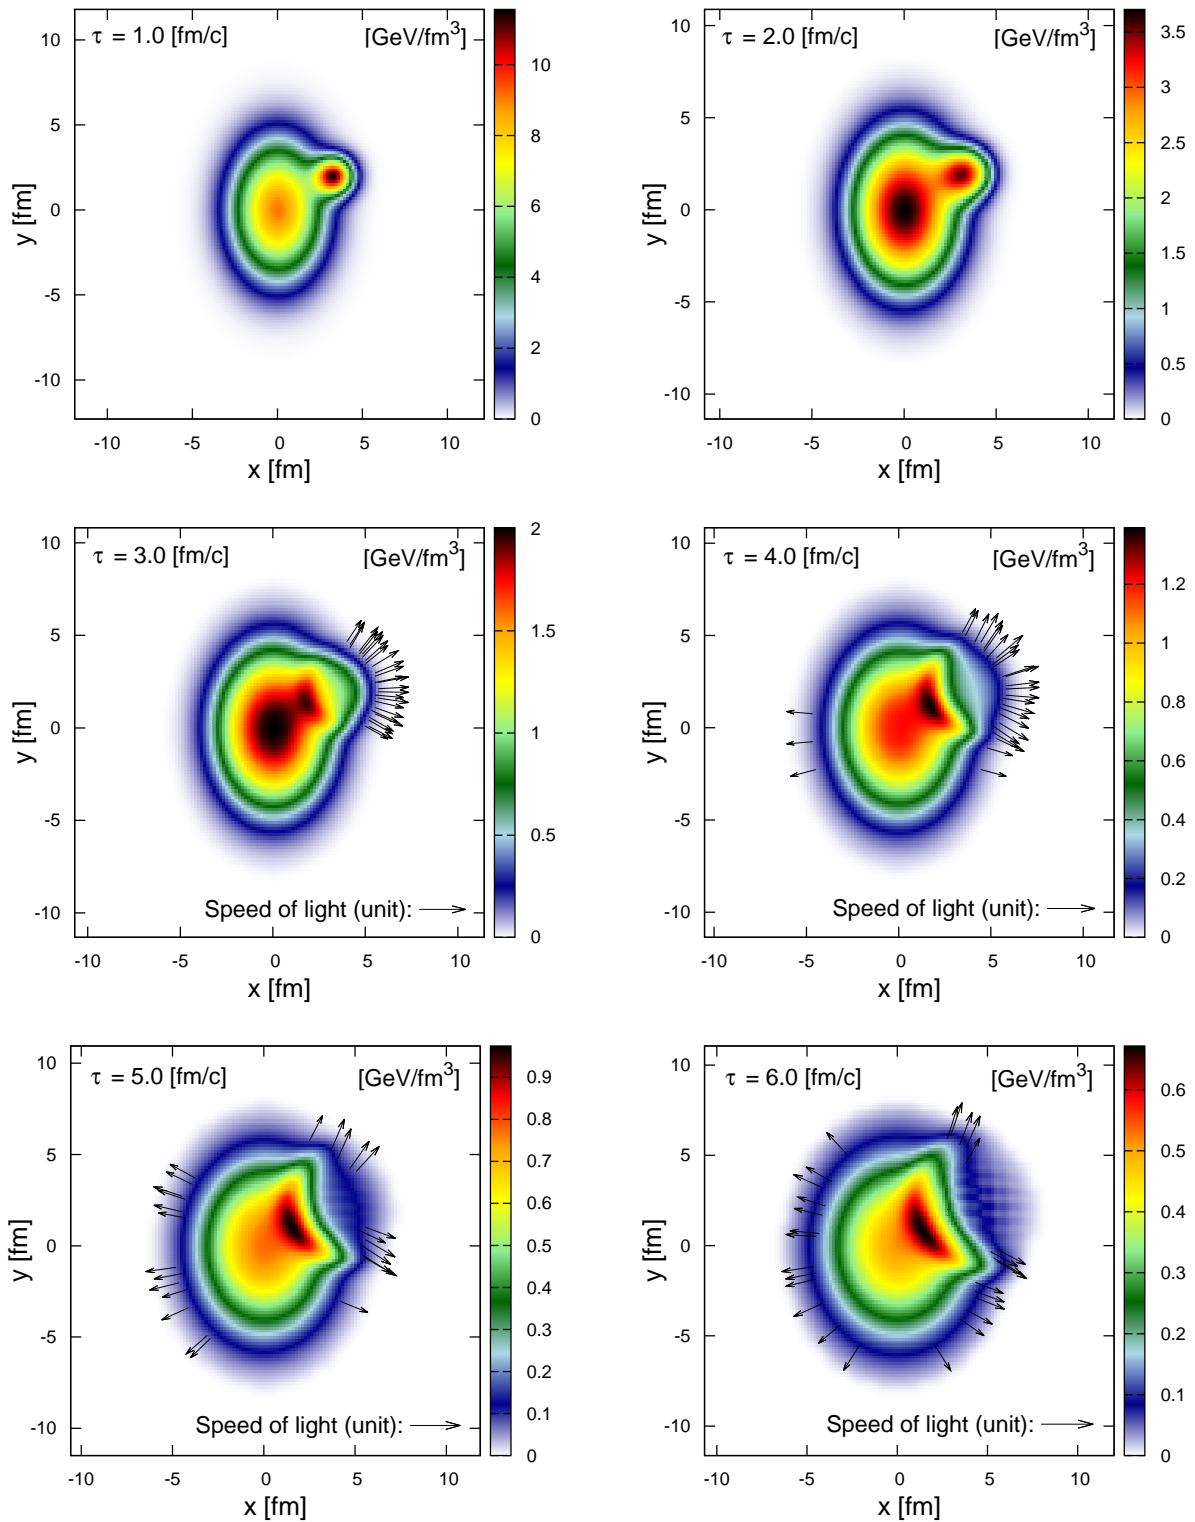 τ = 1.0 [fm/c] [GeV/fm³]
10
5
0
-5
-10
y [fm]
-10 -5 0 5 10
x [fm]
10
8
6
4
2
0
τ = 2.0 [fm/c] [GeV/fm³]
10
5
0
-5
-10
y [fm]
-10 -5 0 5 10
x [fm]
3.5
3
2.5
2
1.5
1
0.5
0
τ = 3.0 [fm/c] [GeV/fm³]
10
5
0
-5
-10
y [fm]
Speed of light (unit):
-10 -5 0 5 10
x [fm]
2
1.5
1
0.5
0
τ = 4.0 [fm/c] [GeV/fm³]
10
5
0
-5
-10
y [fm]
Speed of light (unit):
-10 -5 0 5 10
x [fm]
1.2
1
0.8
0.6
0.4
0.2
0
τ = 5.0 [fm/c] [GeV/fm³]
10
5
0
-5
-10
y [fm]
Speed of light (unit):
-10 -5 0 5 10
x [fm]
0.9
0.8
0.7
0.6
0.5
0.4
0.3
0.2
0.1
0
τ = 6.0 [fm/c] [GeV/fm³]
10
5
0
-5
-10
y [fm]
Speed of light (unit):
-10 -5 0 5 10
x [fm]
0.6
0.5
0.4
0.3
0.2
0.1
0